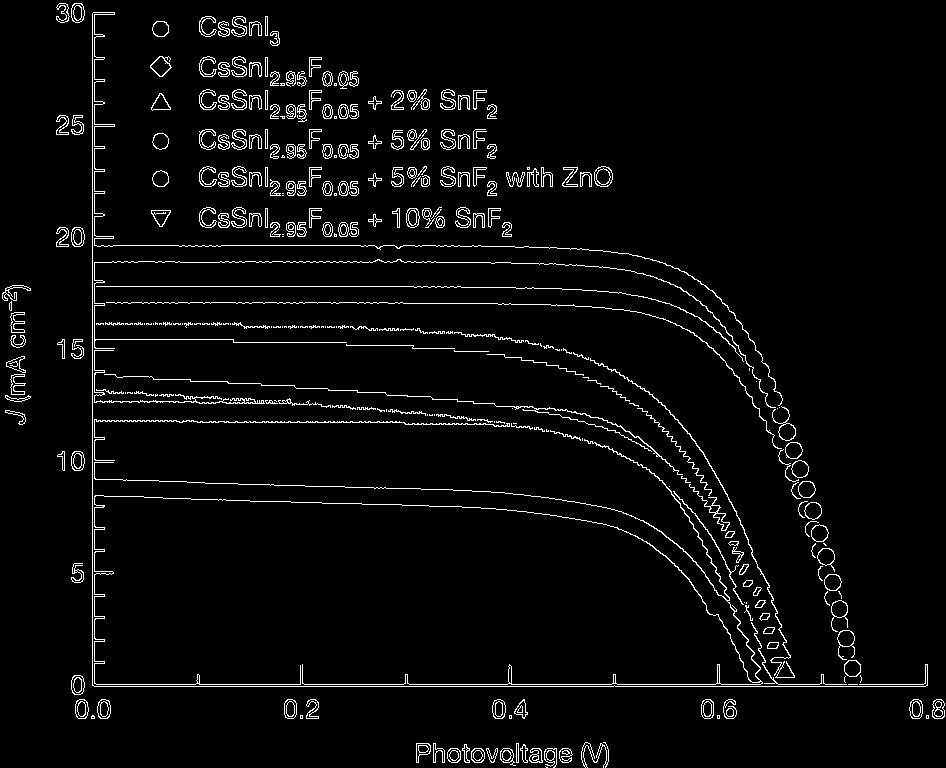 30
25
20
15
10
5
0
J (mA cm⁻²)
CsSnI₃
CsSnI₂.₉₅F₀.₀₅
CsSnI₂.₉₅F₀.₀₅ + 2% SnF₂
CsSnI₂.₉₅F₀.₀₅ + 5% SnF₂
CsSnI₂.₉₅F₀.₀₅ + 5% SnF₂ with ZnO
CsSnI₂.₉₅F₀.₀₅ + 10% SnF₂
0.0 0.2 0.4 0.6 0.8
Photovoltage (V)